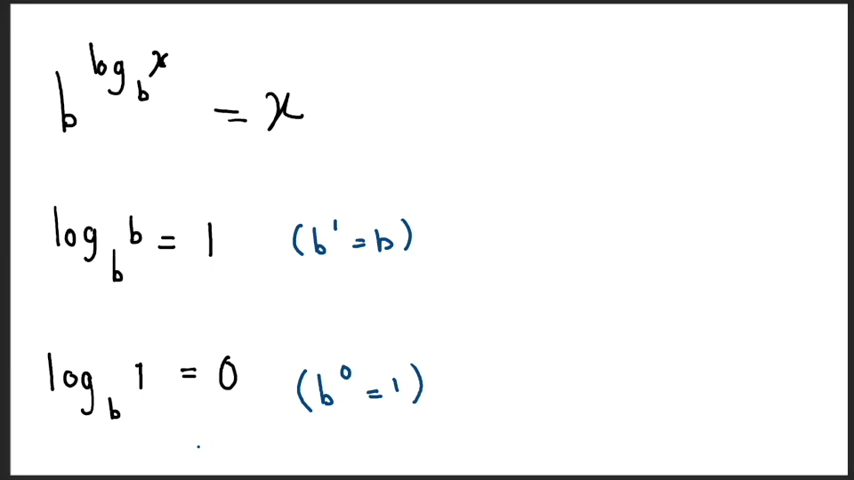 b^{log_b x} = x
log_b b = 1 (b^1 = b)
log_b 1 = 0 (b^0 = 1)